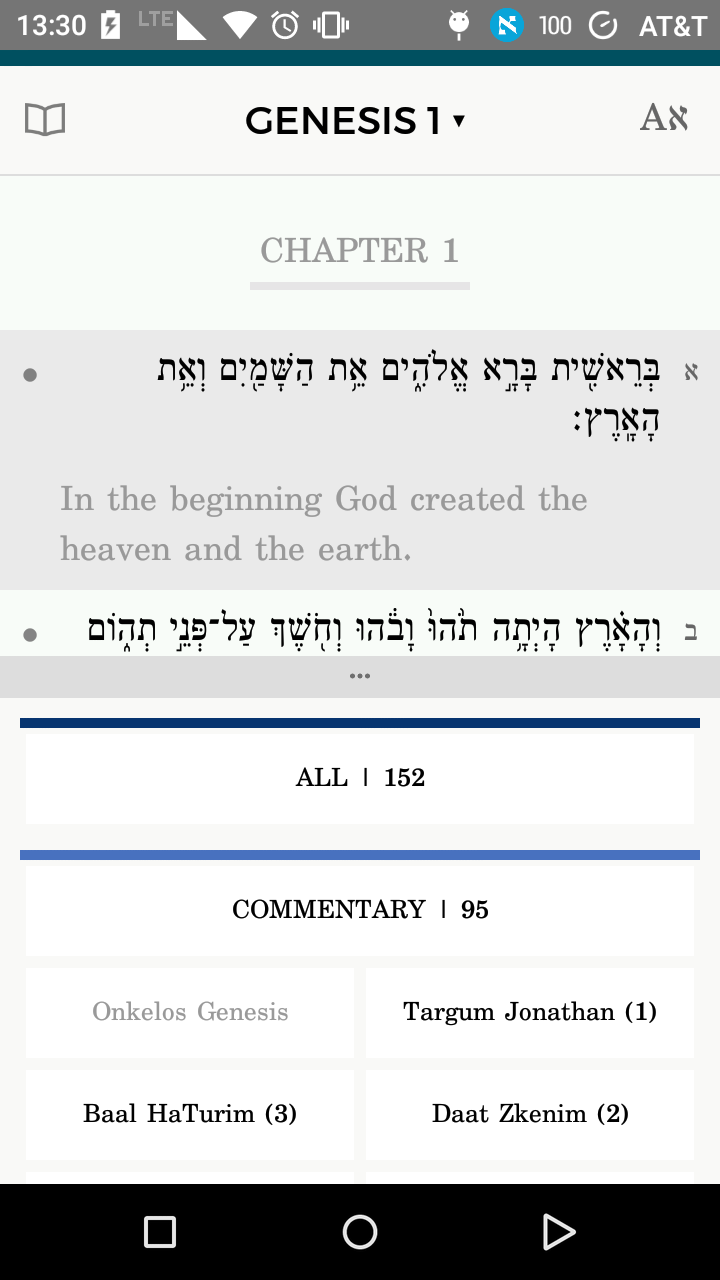 13:30 LTE 100 AT&T
GENESIS 1 ▾ Aא
CHAPTER 1
א בְּרֵאשִׁ֖ית בָּרָ֣א אֱלֹהִ֑ים אֵ֥ת הַשָּׁמַ֖יִם וְאֵ֥ת
הָאָֽרֶץ׃
In the beginning God created the
heaven and the earth.
ב וְהָאָ֗רֶץ הָיְתָ֥ה תֹ֙הוּ֙ וָבֹ֔הוּ וְחֹ֖שֶׁךְ עַל־פְּנֵ֣י תְה֑וֹם
ALL | 152
COMMENTARY | 95
Onkelos Genesis Targum Jonathan (1)
Baal HaTurim (3) Daat Zkenim (2)